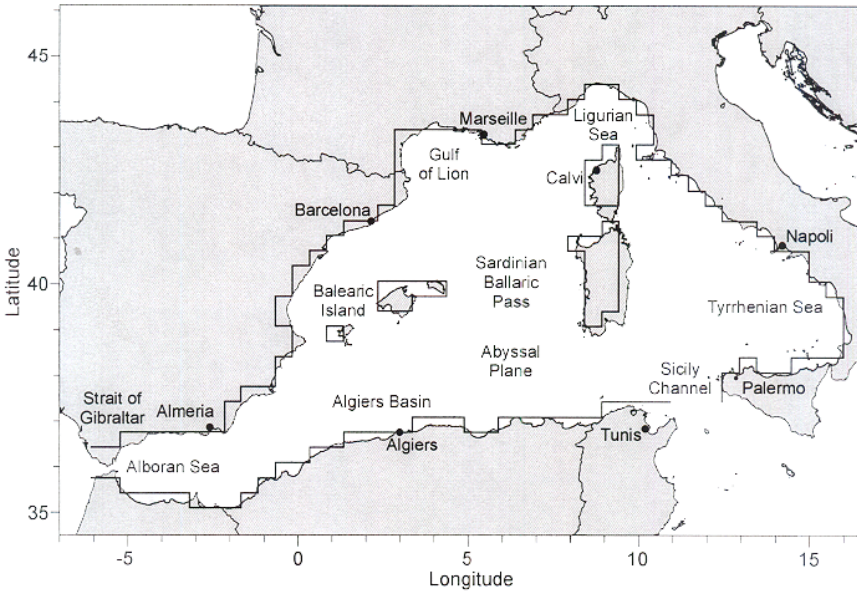 45
Marseille
Ligurian
Sea
Gulf
of Lion
Calvi
Barcelona
Napoli
40
Latitude
Balearic
Island
Sardinian
Ballaric
Pass
Tyrrhenian Sea
Abyssal
Plane
Sicily
Channel
Strait of
Gibraltar
Almeria
Algiers Basin
Palermo
Algiers
Tunis
Alboran Sea
35
-5
0
5
10
15
Longitude